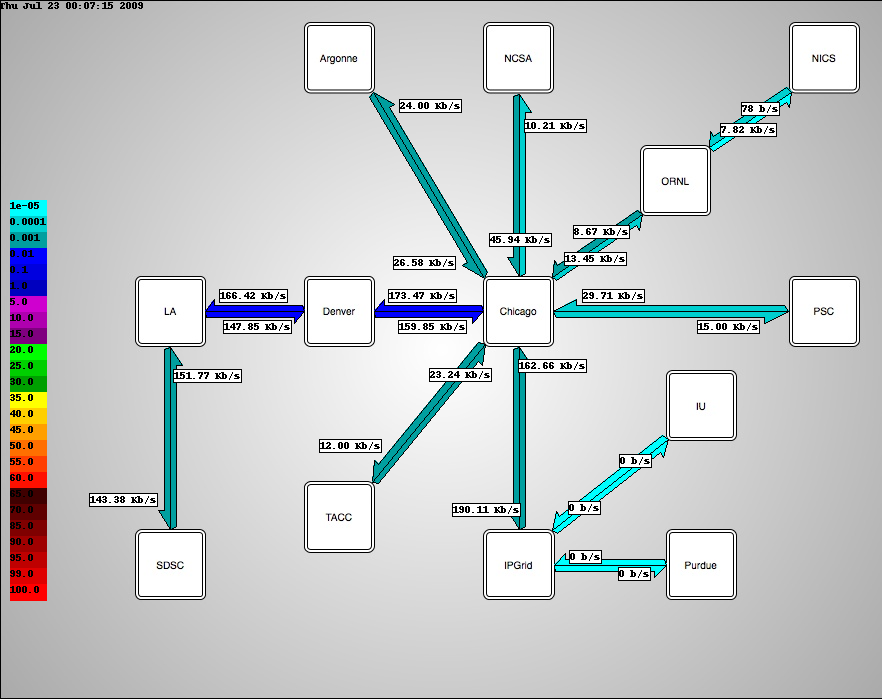 Thu Jul 23 00:07:15 2009
Argonne
NCSA
NICS
24.00 Kb/s
78 b/s
10.21 Kb/s
7.82 Kb/s
ORNL
1e-05
0.0001
0.001
0.01
0.1
1.0
5.0
10.0
15.0
20.0
25.0
30.0
35.0
40.0
45.0
50.0
55.0
60.0
65.0
70.0
85.0
90.0
95.0
99.0
100.0
8.67 Kb/s
45.94 Kb/s
13.45 Kb/s
26.58 Kb/s
166.42 Kb/s
173.47 Kb/s
29.71 Kb/s
LA
Denver
Chicago
PSC
147.85 Kb/s
159.85 Kb/s
15.00 Kb/s
162.66 Kb/s
151.77 Kb/s
23.24 Kb/s
IU
12.00 Kb/s
0 b/s
143.38 Kb/s
190.11 Kb/s
0 b/s
TACC
0 b/s
SDSC
IPGrid
Purdue
0 b/s